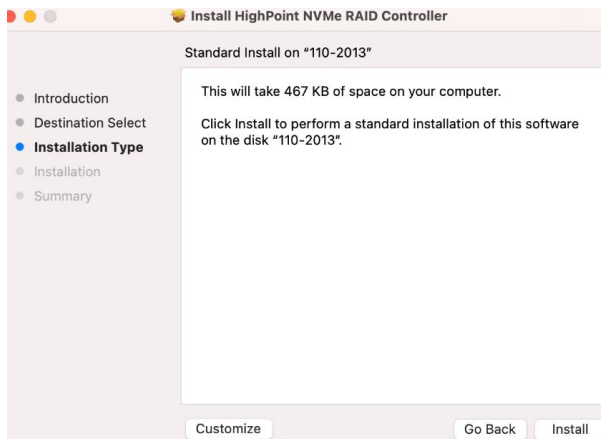 Install HighPoint NVMe RAID Controller
Standard Install on “110-2013”
Introduction
Destination Select
Installation Type
Installation
Summary
This will take 467 KB of space on your computer.
Click Install to perform a standard installation of this software
on the disk “110-2013”.
Customize
Go Back
Install